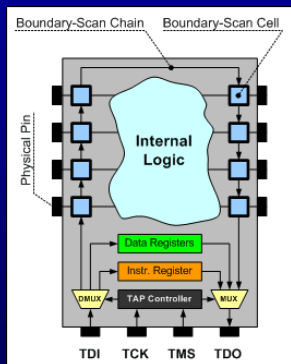 Boundary-Scan Chain
Boundary-Scan Cell
Physical Pin
Internal
Logic
Data Registers
Instr. Register
DMUX
TAP Controller
MUX
TDI
TCK
TMS
TDO